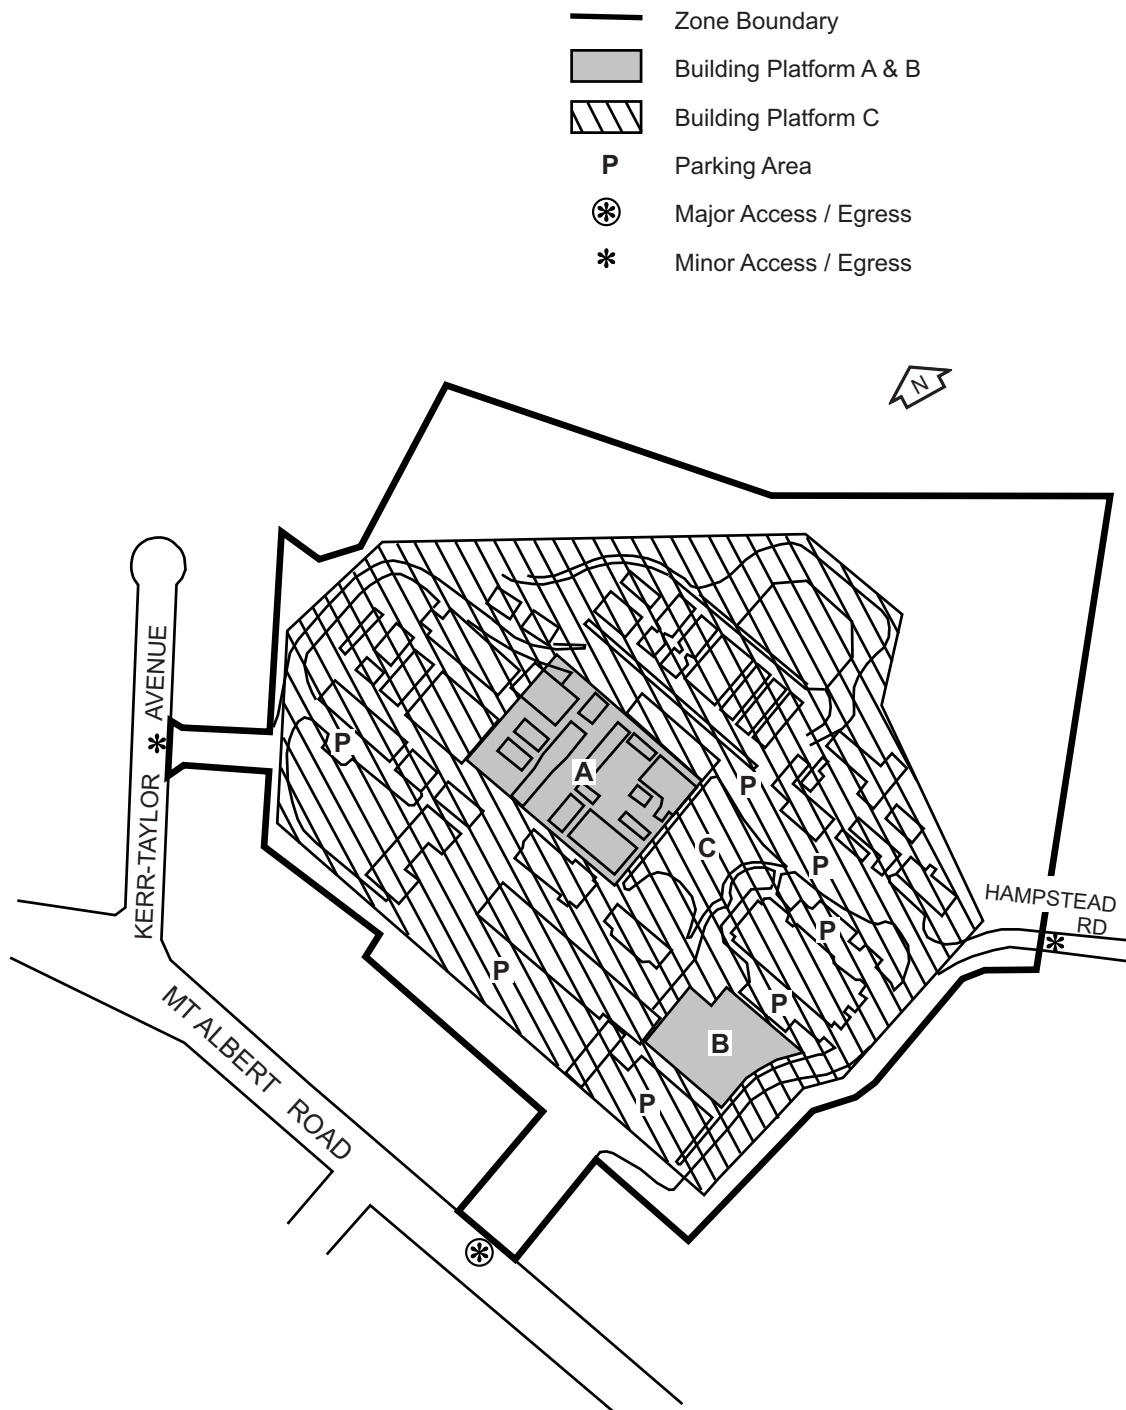 Zone Boundary
Building Platform A & B
Building Platform C
P Parking Area
Major Access / Egress
Minor Access / Egress
N
KERR-TAYLOR AVENUE
P
A
P
C
P
HAMPSTEAD
RD
P
P
P
B
P
MT ALBERT ROAD